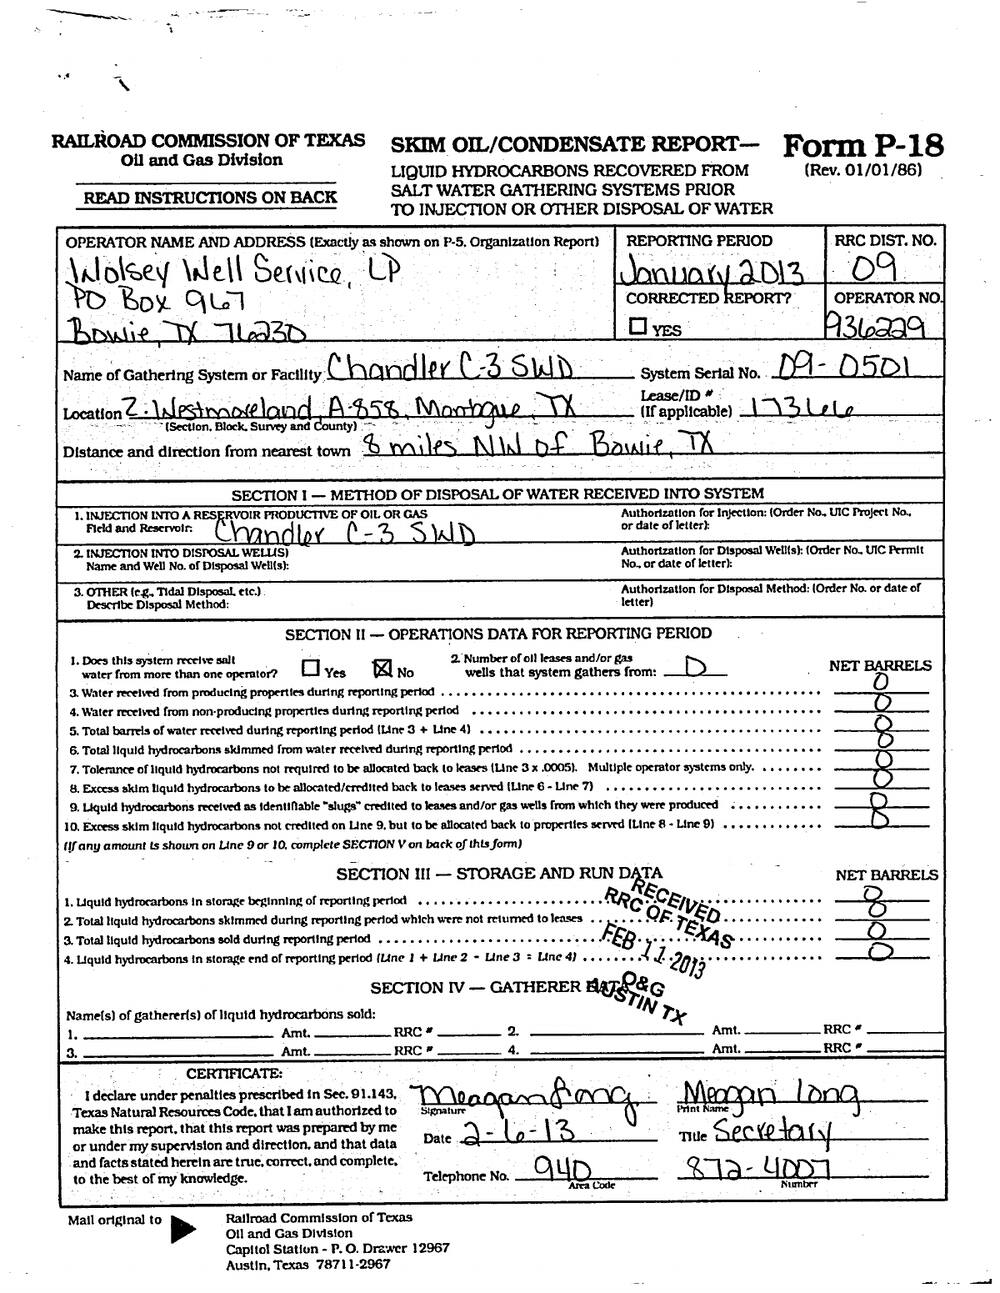 RAILROAD COMMISSION OF TEXAS
Oil and Gas Division
READ INSTRUCTIONS ON BACK
SKIM OIL/CONDENSATE REPORT—
LIQUID HYDROCARBONS RECOVERED FROM
SALT WATER GATHERING SYSTEMS PRIOR
TO INJECTION OR OTHER DISPOSAL OF WATER
Form P-18
(Rev. 01/01/86)
OPERATOR NAME AND ADDRESS (Exactly as shown on P-5, Organization Report)
Wolsey Well Service, LP
PO Box 967
Bowie, TX 76230
REPORTING PERIOD
January 2013
CORRECTED REPORT?
☐ YES
RRC DIST. NO.
09
OPERATOR NO.
936229
Name of Gathering System or Facility Chandler C-3 SWD System Serial No. 09-0501
Location Z. Westmoreland, A-858, Montague, TX Lease/ID # (If applicable) 17366
(Section, Block, Survey and County)
Distance and direction from nearest town 8 miles NW of Bowie, TX
SECTION I — METHOD OF DISPOSAL OF WATER RECEIVED INTO SYSTEM
1. INJECTION INTO A RESERVOIR PRODUCTIVE OF OIL OR GAS
Field and Reservoir: Chandler C-3 SWD
Authorization for Injection: (Order No., UIC Project No.,
or date of letter):
2. INJECTION INTO DISPOSAL WELL(S)
Name and Well No. of Disposal Well(s):
Authorization for Disposal Well(s): (Order No., UIC Permit
No., or date of letter):
3. OTHER (e.g., Tidal Disposal, etc.)
Describe Disposal Method:
Authorization for Disposal Method: (Order No. or date of
letter)
SECTION II — OPERATIONS DATA FOR REPORTING PERIOD
1. Does this system receive salt
water from more than one operator? ☐ Yes ☒ No
2. Number of oil leases and/or gas
wells that system gathers from: 0
NET BARRELS
3. Water received from producing properties during reporting period 0
4. Water received from non-producing properties during reporting period 0
5. Total barrels of water received during reporting period (Line 3 + Line 4) 0
6. Total liquid hydrocarbons skimmed from water received during reporting period 0
7. Tolerance of liquid hydrocarbons not required to be allocated back to leases (Line 3 x .0005). Multiple operator systems only. 0
8. Excess skim liquid hydrocarbons to be allocated/credited back to leases served (Line 6 - Line 7) 0
9. Liquid hydrocarbons received as identifiable "slugs" credited to leases and/or gas wells from which they were produced 0
10. Excess skim liquid hydrocarbons not credited on Line 9, but to be allocated back to properties served (Line 8 - Line 9) 0
(If any amount is shown on Line 9 or 10, complete SECTION V on back of this form)
SECTION III — STORAGE AND RUN DATA
NET BARRELS
1. Liquid hydrocarbons in storage beginning of reporting period 0
2. Total liquid hydrocarbons skimmed during reporting period which were not returned to leases 0
3. Total liquid hydrocarbons sold during reporting period 0
4. Liquid hydrocarbons in storage end of reporting period (Line 1 + Line 2 - Line 3 = Line 4) 0
RECEIVED
RRC OF TEXAS
FEB 11 2013
O&G
AUSTIN TX
SECTION IV — GATHERER DATA
Name(s) of gatherer(s) of liquid hydrocarbons sold:
1. Amt. RRC # 2. Amt. RRC #
3. Amt. RRC # 4. Amt. RRC #
CERTIFICATE:
I declare under penalties prescribed in Sec. 91.143,
Texas Natural Resources Code, that I am authorized to
make this report, that this report was prepared by me
or under my supervision and direction, and that data
and facts stated herein are true, correct, and complete,
to the best of my knowledge.
Meagan Long
Signature
Meagan Long
Print Name
Date 2-6-13
Title Secretary
Telephone No. 940 872-4007
Area Code Number
Mail original to
Railroad Commission of Texas
Oil and Gas Division
Capitol Station - P. O. Drawer 12967
Austin, Texas 78711-2967